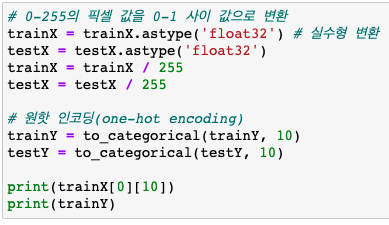 # 0-255의 픽셀 값을 0-1 사이 값으로 변환
trainX = trainX.astype('float32') # 실수형 변환
testX = testX.astype('float32')
trainX = trainX / 255
testX = testX / 255
# 원핫 인코딩(one-hot encoding)
trainY = to_categorical(trainY, 10)
testY = to_categorical(testY, 10)
print(trainX[0][10])
print(trainY)